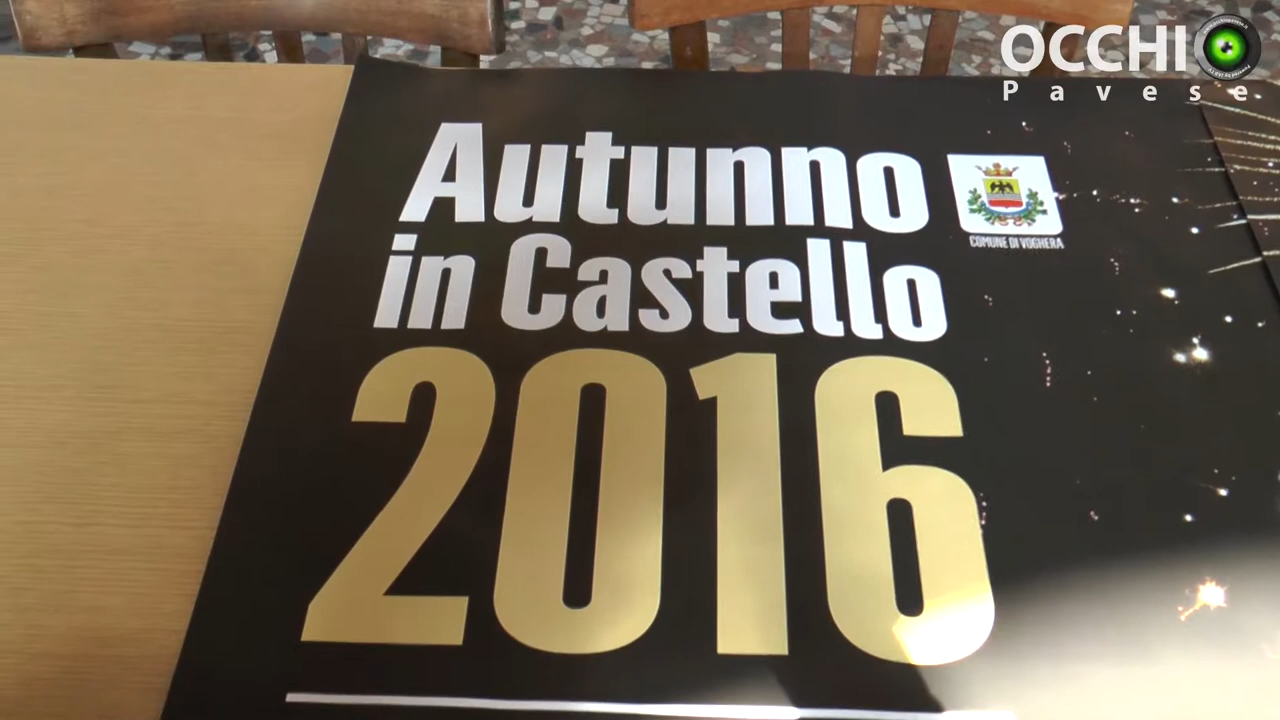 OCCHIO
Pavese
Autunno
in Castello
COMUNE DI VOGHERA
2016